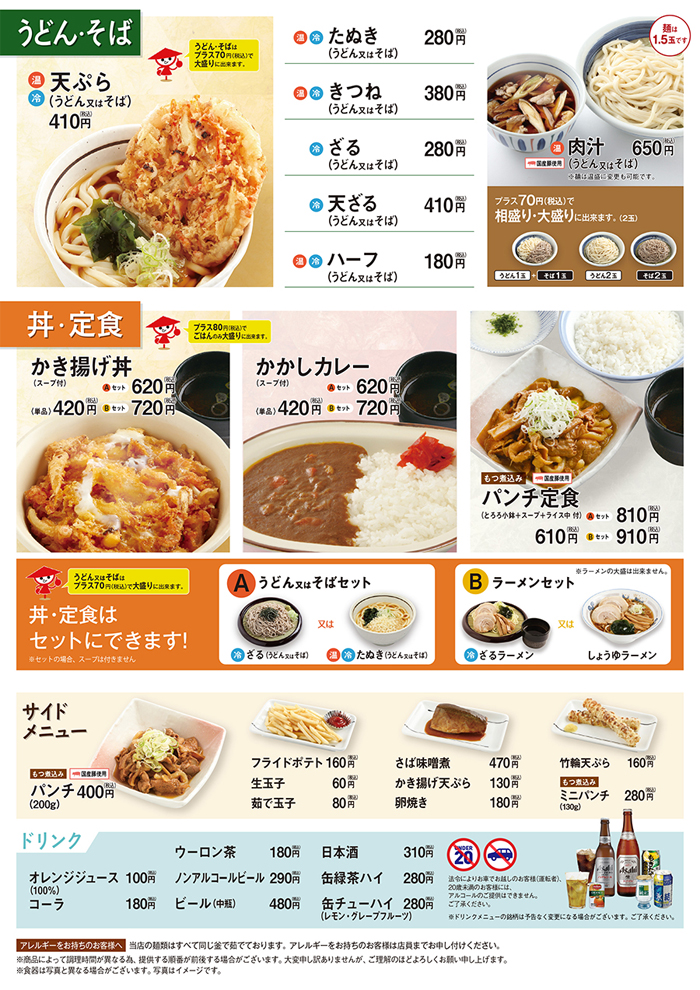 うどん・そば
うどん・そばは
プラス70円(税込)で
大盛りに出来ます。
温 冷 天ぷら
(うどん又はそば)
410円(税込)
温 冷 たぬき 280円(税込)
(うどん又はそば)
温 冷 きつね 380円(税込)
(うどん又はそば)
冷 ざる 280円(税込)
(うどん又はそば)
冷 天ざる 410円(税込)
(うどん又はそば)
温 冷 ハーフ 180円(税込)
(うどん又はそば)
麺は
1.5玉です
温 肉汁 650円(税込)
国産豚使用 (うどん又はそば)
※麺は温盛に変更も可能です。
プラス70円(税込)で
相盛り・大盛りに出来ます。(2玉)
うどん1玉 + そば1玉 うどん2玉 そば2玉
丼・定食
プラス80円(税込)で
ごはんのみ大盛りに出来ます。
かき揚げ丼
(スープ付) Aセット 620円(税込)
(単品) 420円(税込) Bセット 720円(税込)
かかしカレー
(スープ付) Aセット 620円(税込)
(単品) 420円(税込) Bセット 720円(税込)
もつ煮込み 国産豚使用
パンチ定食
(とろろ小鉢+スープ+ライス中 付) Aセット 810円(税込)
610円(税込) Bセット 910円(税込)
うどん又はそばは
プラス70円(税込)で大盛りに出来ます。
丼・定食は
セットにできます!
※セットの場合、スープは付きません
A うどん又はそばセット
又は
冷 ざる(うどん又はそば) 温 冷 たぬき(うどん又はそば)
※ラーメンの大盛は出来ません。
B ラーメンセット
又は
冷 ざるラーメン しょうゆラーメン
サイド
メニュー
もつ煮込み 国産豚使用
パンチ 400円(税込)
(200g)
フライドポテト 160円(税込)
生玉子 60円(税込)
茹で玉子 80円(税込)
さば味噌煮 470円(税込)
かき揚げ天ぷら 130円(税込)
卵焼き 180円(税込)
竹輪天ぷら 160円(税込)
もつ煮込み
ミニパンチ 280円(税込)
(130g)
ドリンク
オレンジジュース 100円(税込)
(100%)
コーラ 180円(税込)
ウーロン茶 180円(税込)
ノンアルコールビール 290円(税込)
ビール(中瓶) 480円(税込)
日本酒 310円(税込)
缶緑茶ハイ 280円(税込)
缶チューハイ 280円(税込)
(レモン・グレープフルーツ)
UNDER
20
法令によりお車でお越しのお客様(運転者)、
20歳未満のお客様には、
アルコールのご提供はできません。
ご了承ください。
Asahi
※ドリンクメニューの銘柄は予告なく変更になる場合がございます。ご了承ください。
アレルギーをお持ちのお客様へ 当店の麺類はすべて同じ釜で茹でております。アレルギーをお持ちのお客様は店員までお申し付けください。
※商品によって調理時間が異なる為、提供する順番が前後する場合がございます。大変申し訳ありませんが、ご理解のほどよろしくお願い申し上げます。
※食器は写真と異なる場合がございます。写真はイメージです。